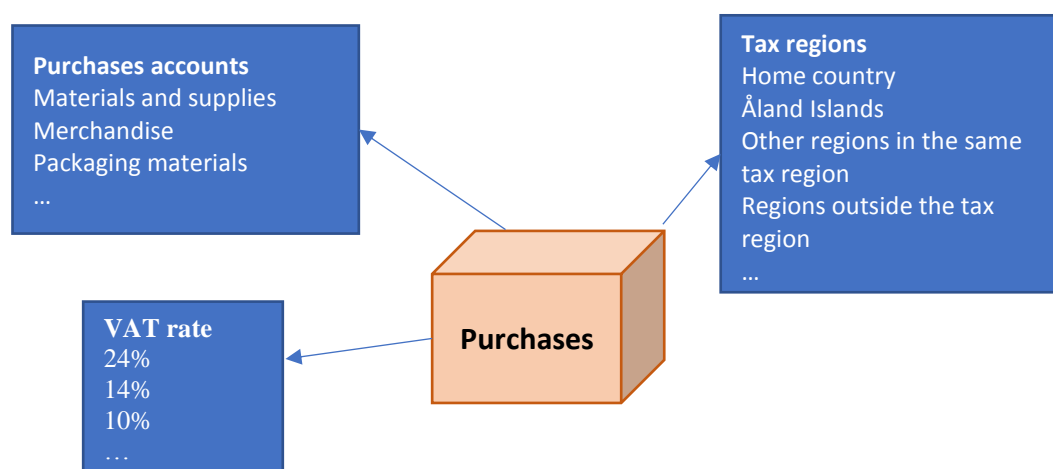 Purchases accounts
Materials and supplies
Merchandise
Packaging materials
...
Tax regions
Home country
Åland Islands
Other regions in the same
tax region
Regions outside the tax
region
...
Purchases
VAT rate
24%
14%
10%
...